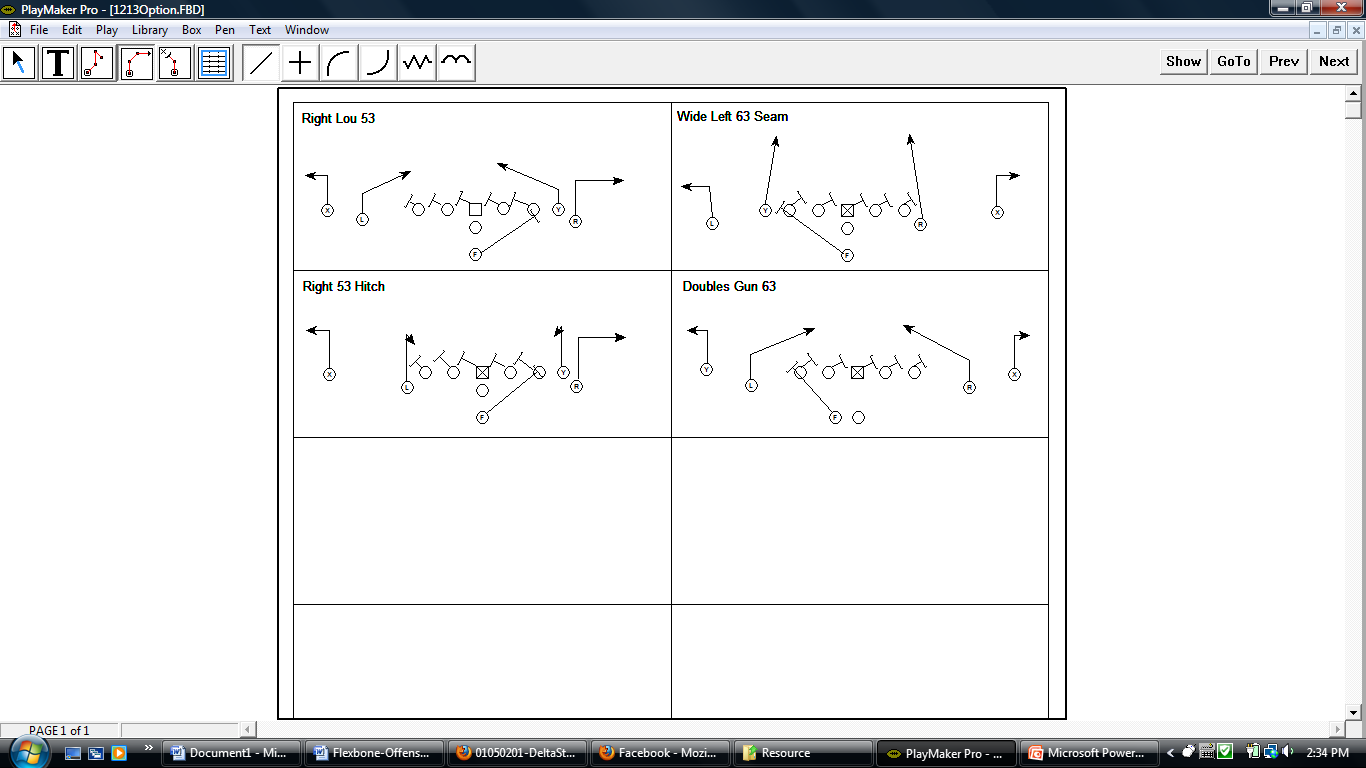 PlayMaker Pro - [1213Option.FBD]
File Edit Play Library Box Pen Text Window
T
Show GoTo Prev Next
Right Lou 53
X L F Y R
Wide Left 63 Seam
L Y F R X
Right 53 Hitch
X L F Y R
Doubles Gun 63
Y L F R X
PAGE 1 of 1
Document1 - Mi... Flexbone-Offens... 01050201-DeltaSt... Facebook - Mozi... Resource PlayMaker Pro - ... Microsoft Power... 2:34 PM